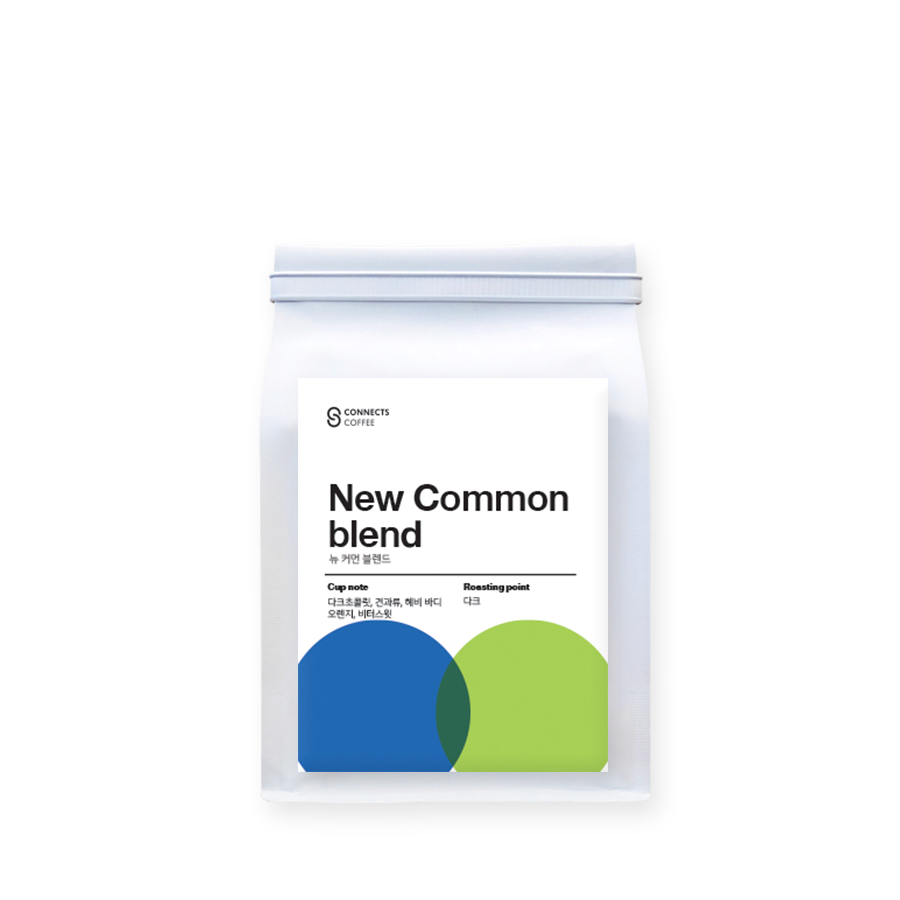 CONNECTS
COFFEE
New Common
blend
뉴 커먼 블렌드
Cup note
다크초콜릿, 견과류, 헤비 바디
오렌지, 비터스윗
Roasting point
다크